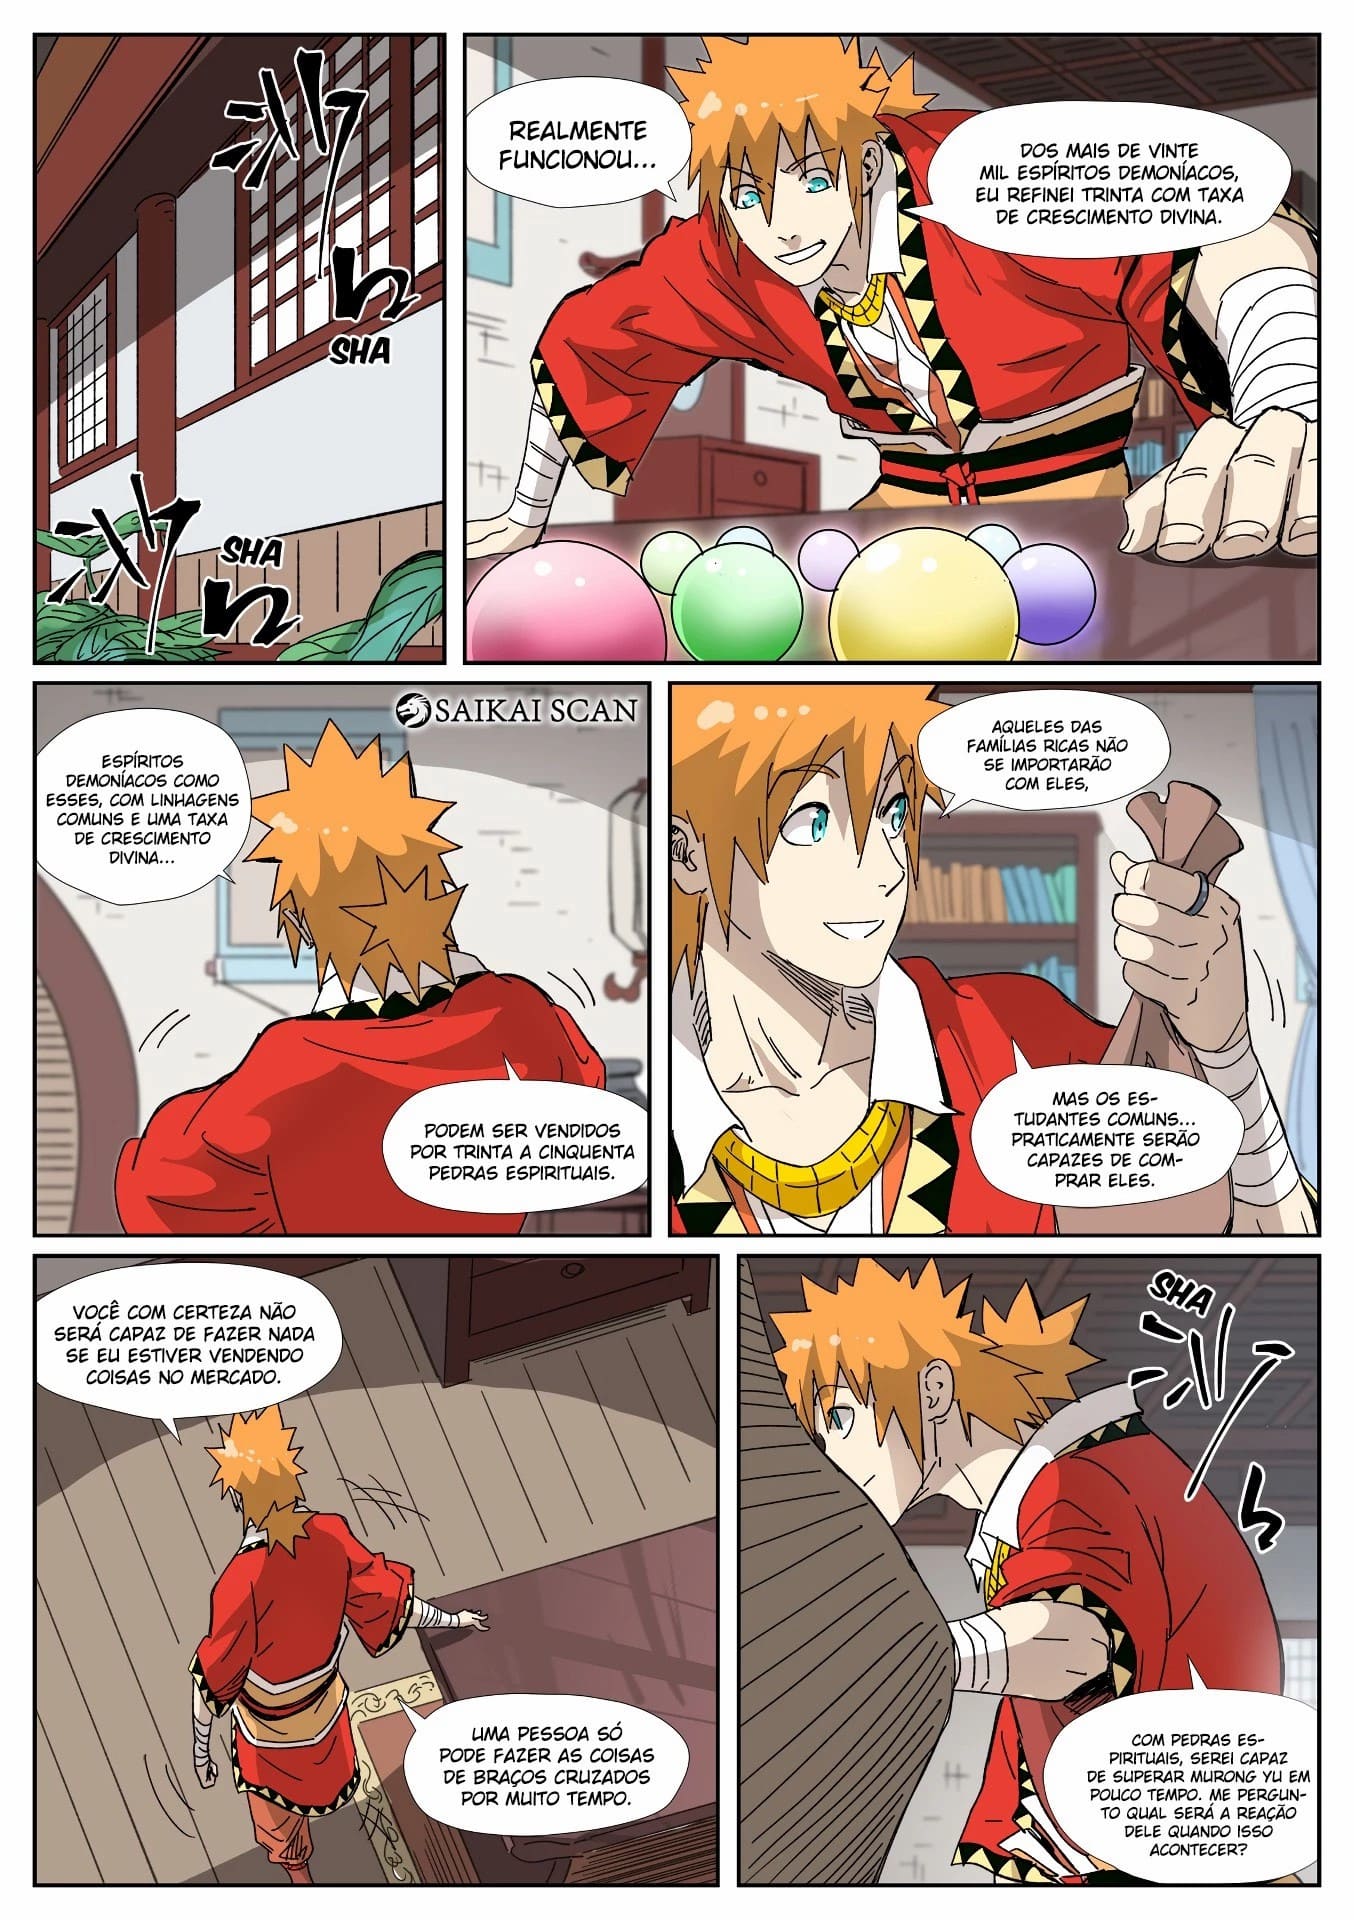 SHA
SHA
REALMENTE
FUNCIONOU...
DOS MAIS DE VINTE
MIL ESPÍRITOS DEMONÍACOS,
EU REFINEI TRINTA COM TAXA
DE CRESCIMENTO DIVINA.
SAIKAI SCAN
ESPÍRITOS
DEMONÍACOS COMO
ESSES, COM LINHAGENS
COMUNS E UMA TAXA
DE CRESCIMENTO
DIVINA...
PODEM SER VENDIDOS
POR TRINTA A CINQUENTA
PEDRAS ESPIRITUAIS.
AQUELES DAS
FAMÍLIAS RICAS NÃO
SE IMPORTARÃO
COM ELES,
MAS OS ES-
TUDANTES COMUNS...
PRATICAMENTE SERÃO
CAPAZES DE COM-
PRAR ELES.
VOCÊ COM CERTEZA NÃO
SERÁ CAPAZ DE FAZER NADA
SE EU ESTIVER VENDENDO
COISAS NO MERCADO.
UMA PESSOA SÓ
PODE FAZER AS COISAS
DE BRAÇOS CRUZADOS
POR MUITO TEMPO.
SHA
COM PEDRAS ES-
PIRITUAIS, SEREI CAPAZ
DE SUPERAR MURONG YU EM
POUCO TEMPO. ME PERGUN-
TO QUAL SERÁ A REAÇÃO
DELE QUANDO ISSO
ACONTECER?